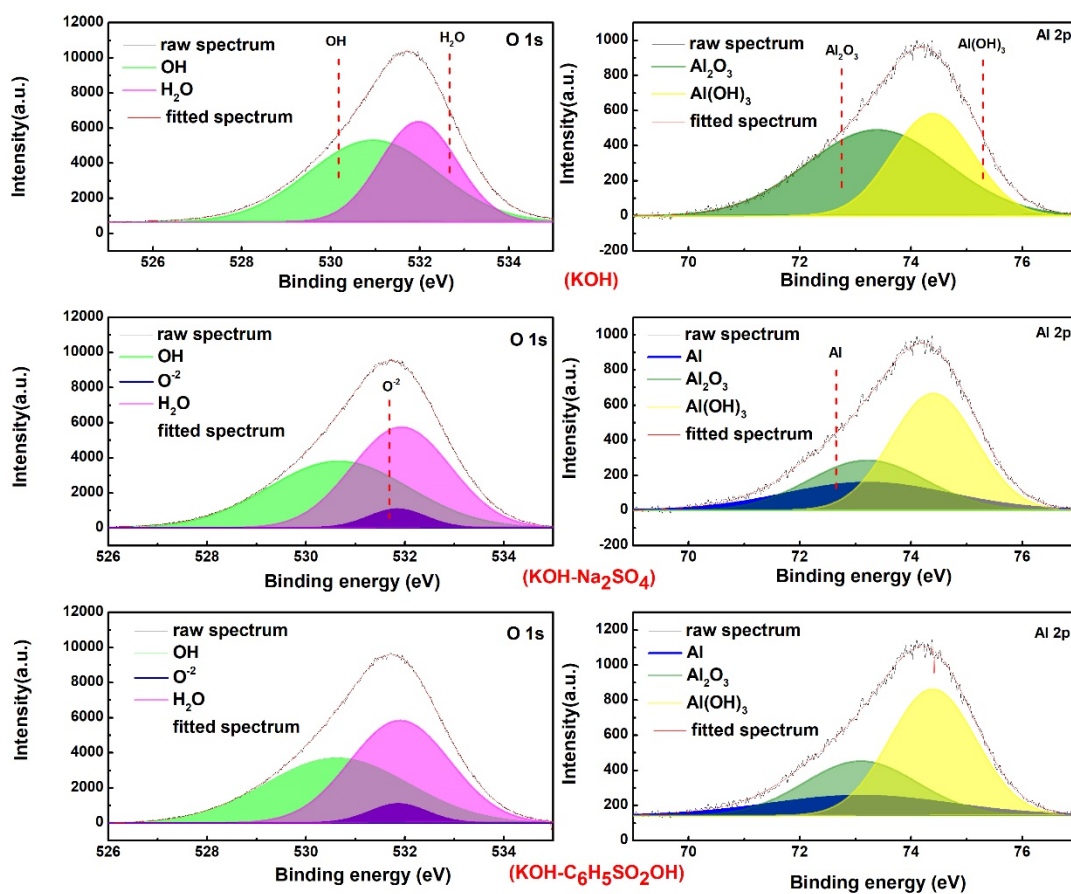 O 1s
raw spectrum
OH
H2O
fitted spectrum
OH
H2O
Intensity(a.u.)
12000
10000
8000
6000
4000
2000
0
526 528 530 532 534
Binding energy (eV)
Al 2p
raw spectrum
Al2O3
Al(OH)3
fitted spectrum
Al2O3
Al(OH)3
Intensity(a.u.)
1000
800
600
400
200
0
200
70 72 74 76
Binding energy (eV)
(KOH)
O 1s
raw spectrum
OH
O-2
H2O
fitted spectrum
O-2
Intensity(a.u.)
12000
10000
8000
6000
4000
2000
0
526 528 530 532 534
Binding energy (eV)
Al 2p
raw spectrum
Al
Al2O3
Al(OH)3
fitted spectrum
Al
Intensity(a.u.)
1000
800
600
400
200
0
-200
70 72 74 76
Binding energy (eV)
(KOH-Na2SO4)
O 1s
raw spectrum
OH
O-2
H2O
fitted spectrum
Intensity(a.u.)
12000
10000
8000
6000
4000
2000
0
526 528 530 532 534
Binding energy (eV)
Al 2p
raw spectrum
Al
Al2O3
Al(OH)3
fitted spectrum
Intensity(a.u.)
1200
1000
800
600
400
200
0
70 72 74 76
Binding energy (eV)
(KOH-C6H5SO2OH)